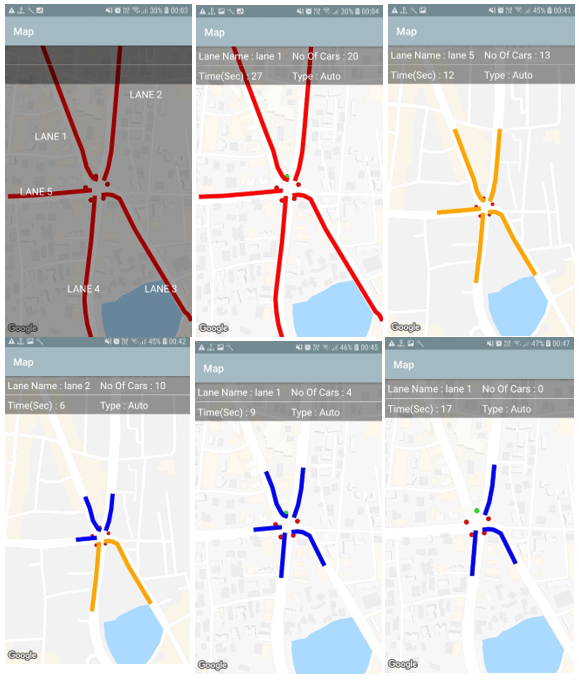 30% 00:03
Map
LANE 2
LANE 1
LANE 5
LANE 4 LANE 3
Google
30% 00:04
Map
Lane Name : lane 1 No Of Cars : 20
Time(Sec) : 27 Type : Auto
Google
45% 00:41
Map
Lane Name : lane 5 No Of Cars : 13
Time(Sec) : 12 Type : Auto
Google
45% 00:42
Map
Lane Name : lane 2 No Of Cars : 10
Time(Sec) : 6 Type : Auto
Google
46% 00:45
Map
Lane Name : lane 1 No Of Cars : 4
Time(Sec) : 9 Type : Auto
Google
47% 00:47
Map
Lane Name : lane 1 No Of Cars : 0
Time(Sec) : 17 Type : Auto
Google